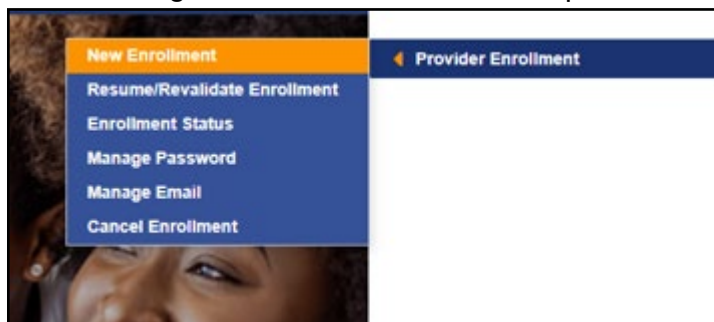 New Enrollment
Provider Enrollment
Resume/Revalidate Enrollment
Enrollment Status
Manage Password
Manage Email
Cancel Enrollment